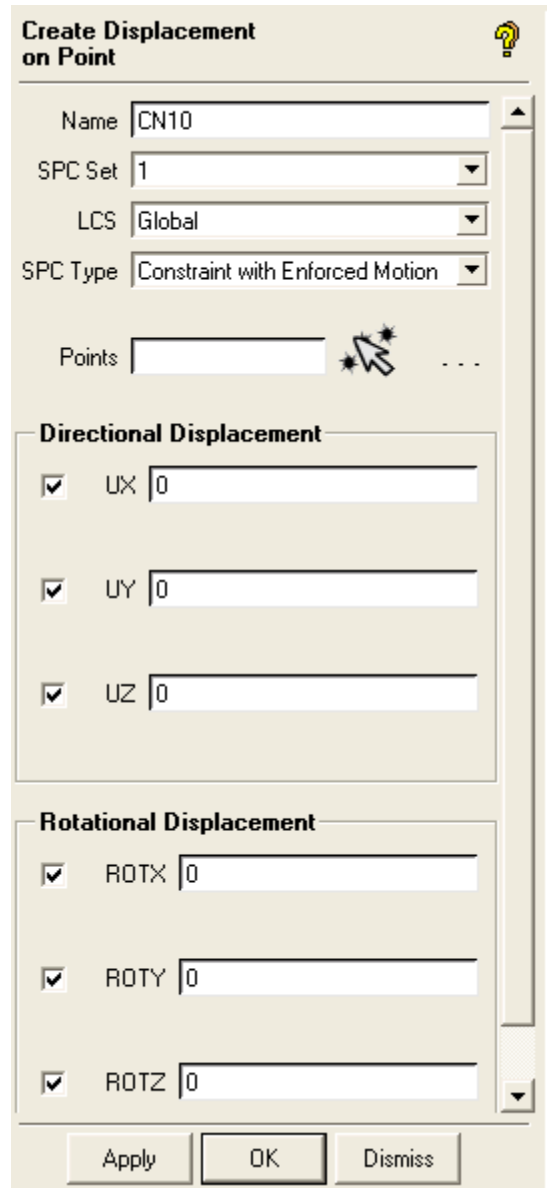 Create Displacement
on Point
Name CN10
SPC Set 1
LCS Global
SPC Type Constraint with Enforced Motion
Points . . .
Directional Displacement
UX 0
UY 0
UZ 0
Rotational Displacement
ROTX 0
ROTY 0
ROTZ 0
Apply OK Dismiss